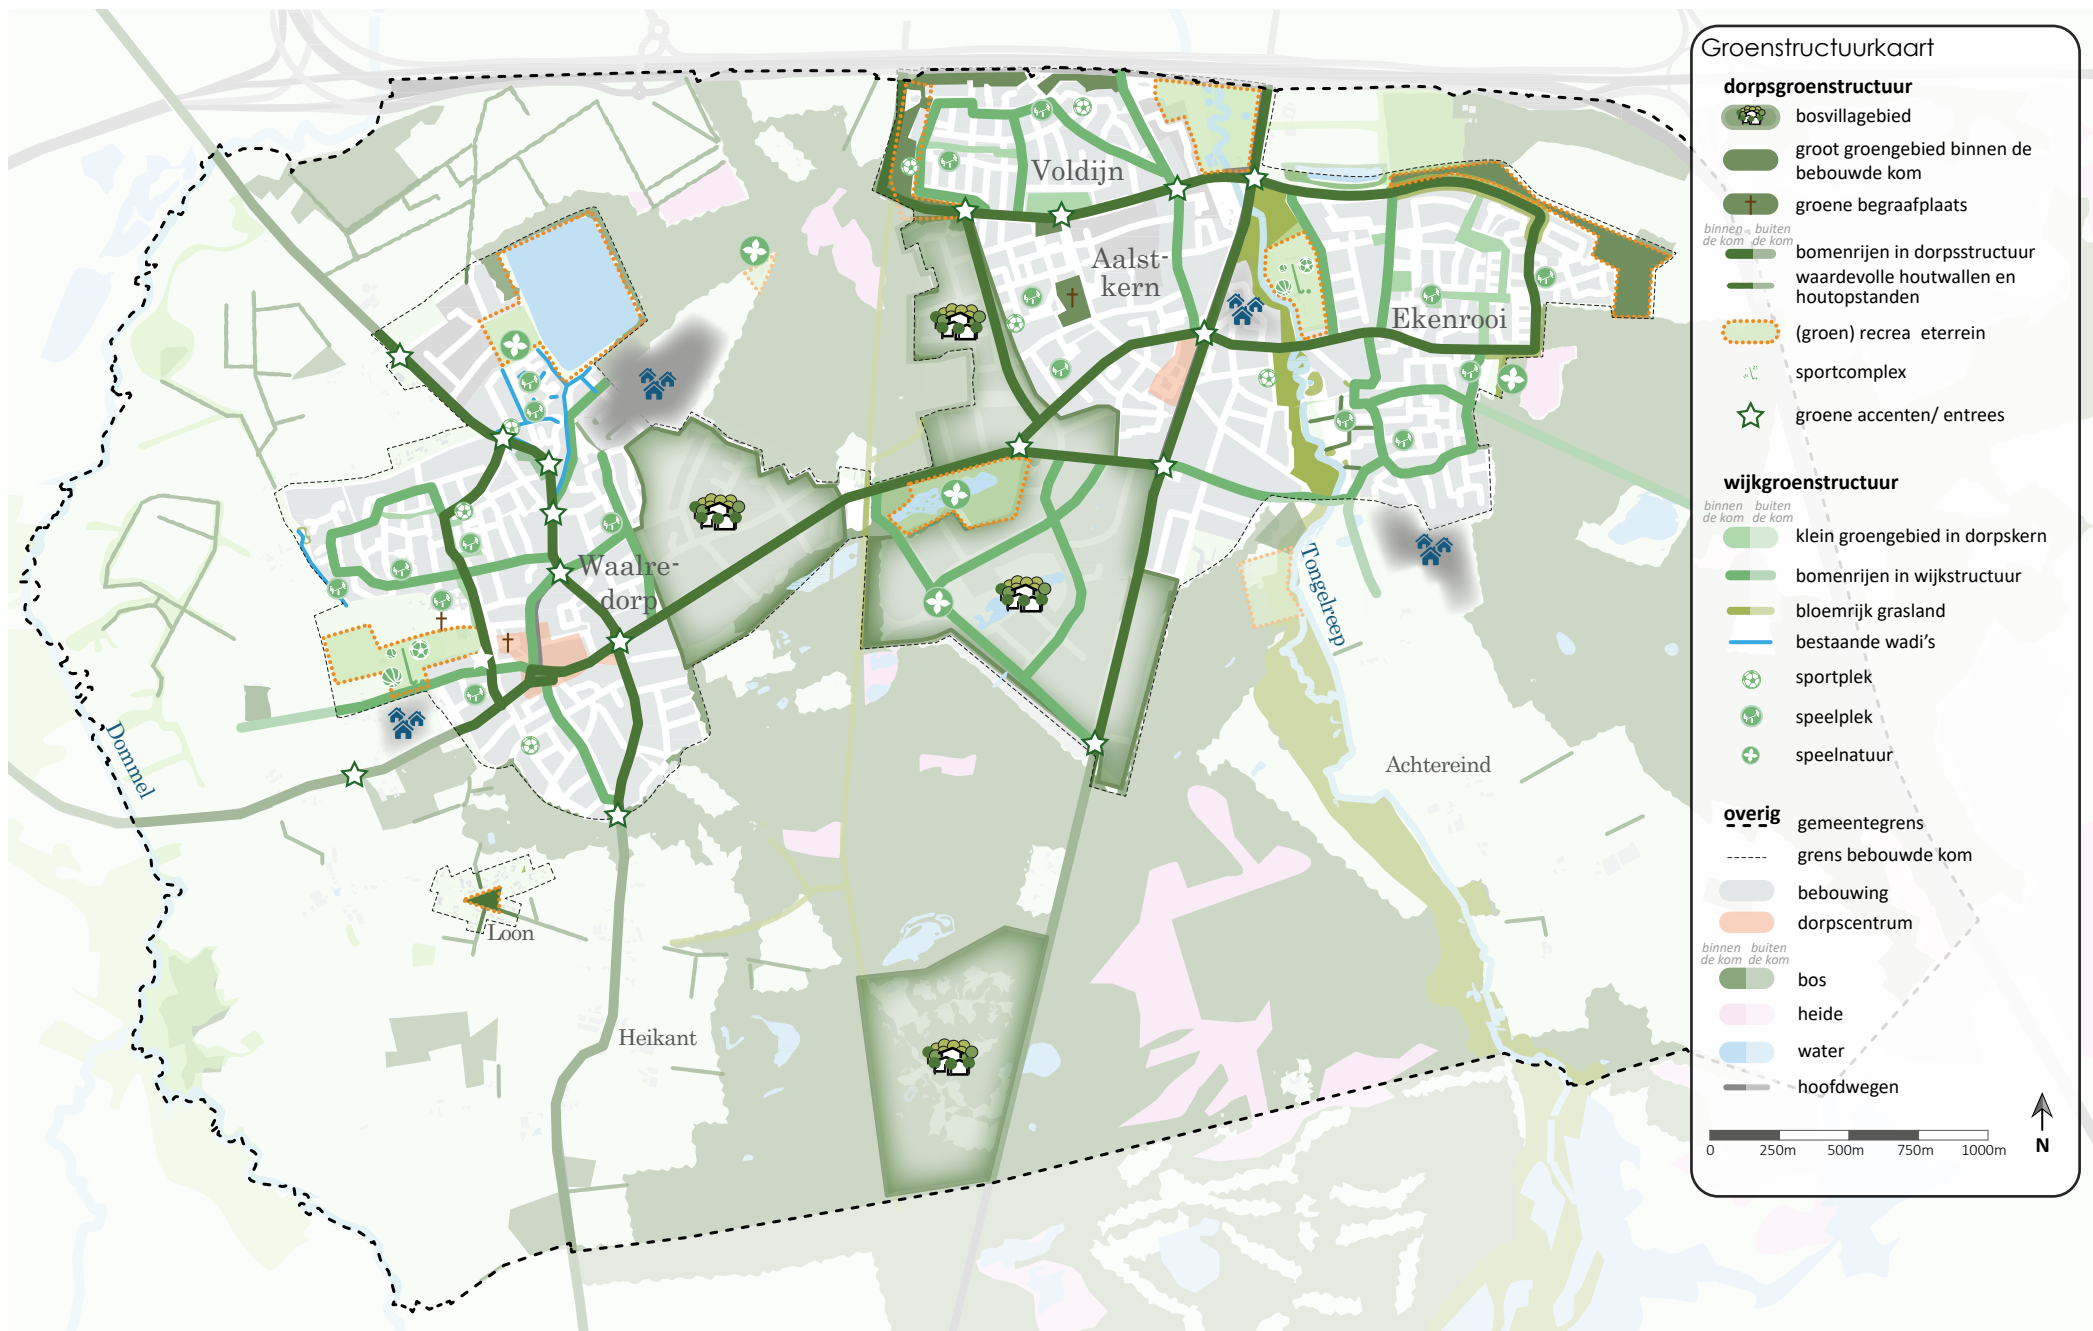 Voldijn
Aalst-
kern
Ekenrooi
Waalre-
dorp
Tongelreep
Dommel
Achtereind
Loon
Heikant
Groenstructuurkaart
dorpsgroenstructuur
bosvillagebied
groot groengebied binnen de
bebouwde kom
groene begraafplaats
binnen buiten
de kom de kom
bomenrijen in dorpsstructuur
waardevolle houtwallen en
houtopstanden
(groen) recrea eterrein
sportcomplex
groene accenten/ entrees
wijkgroenstructuur
binnen buiten
de kom de kom
klein groengebied in dorpskern
bomenrijen in wijkstructuur
bloemrijk grasland
bestaande wadi's
sportplek
speelplek
speelnatuur
overig
gemeentegrens
grens bebouwde kom
bebouwing
dorpscentrum
binnen buiten
de kom de kom
bos
heide
water
hoofdwegen
0 250m 500m 750m 1000m
N